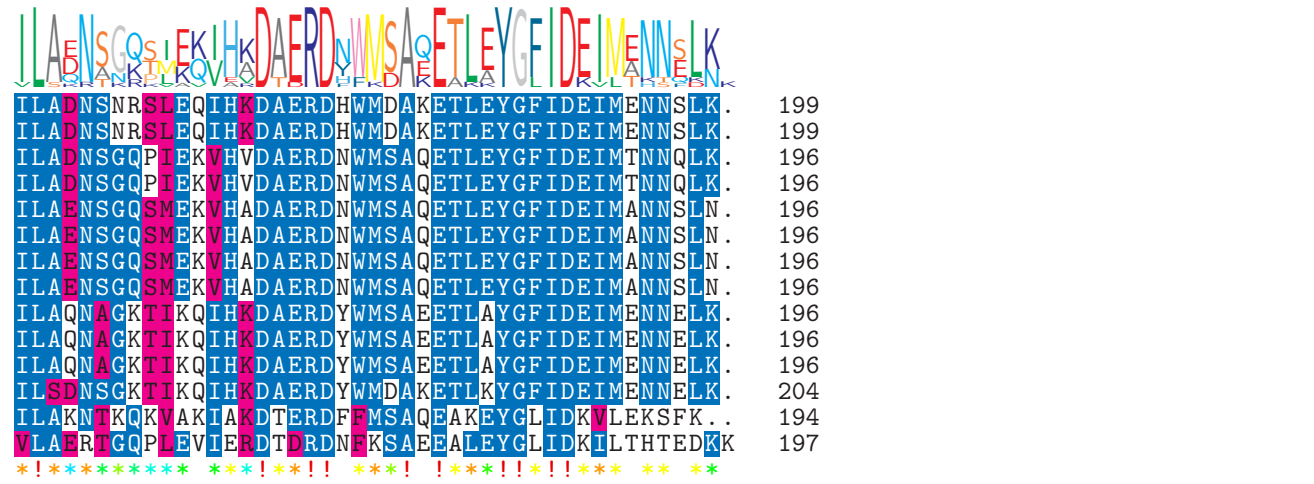 ILAENSGQSIEKIHKDAERDNWMSAQETLEYGFIDEIMENNSLK
ILADNSNRSLEQIHKDAERDHWMDAKETLEYGFIDEIMENNSLK. 199
ILADNSNRSLEQIHKDAERDHWMDAKETLEYGFIDEIMENNSLK. 199
ILADNSGQPIEKVHVDAERDNWMSAQETLEYGFIDEIMTNNQLK. 196
ILADNSGQPIEKVHVDAERDNWMSAQETLEYGFIDEIMTNNQLK. 196
ILAENSGQSMEKVHADAERDNWMSAQETLEYGFIDEIMANNSLN. 196
ILAENSGQSMEKVHADAERDNWMSAQETLEYGFIDEIMANNSLN. 196
ILAENSGQSMEKVHADAERDNWMSAQETLEYGFIDEIMANNSLN. 196
ILAENSGQSMEKVHADAERDNWMSAQETLEYGFIDEIMANNSLN. 196
ILAQNAGKTIKQIHKDAERDYWMSAEETLAYGFIDEIMENNELK. 196
ILAQNAGKTIKQIHKDAERDYWMSAEETLAYGFIDEIMENNELK. 196
ILAQNAGKTIKQIHKDAERDYWMSAEETLAYGFIDEIMENNELK. 196
ILSDNSGKTIKQIHKDAERDYWMDAKETLKYGFIDEIMENNELK. 204
ILAKNTKQKVAKIAKDTERDFFMSAQEAKEYGLIDKVLEKSFK.. 194
VLAERTGQPLEVIERDTDRDNFKSAEEALEYGLIDKILTHTEDKK 197
*!********* ***!**!! ***! !***!!*!!*** ** **